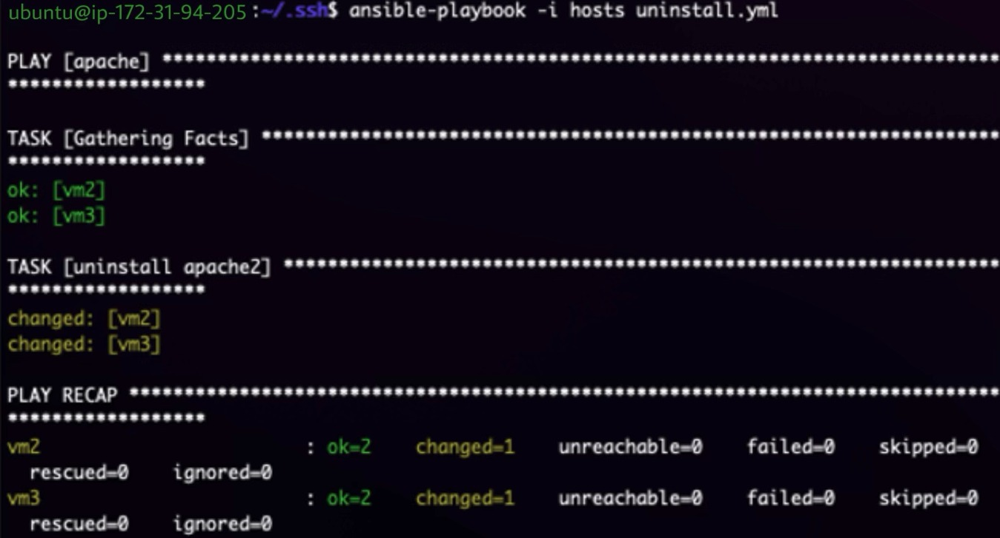 ubuntu@ip-172-31-94-205:~/.ssh$ ansible-playbook -i hosts uninstall.yml
PLAY [apache] ****************************************************************************
******************
TASK [Gathering Facts] *******************************************************************
******************
ok: [vm2]
ok: [vm3]
TASK [uninstall apache2] *****************************************************************
******************
changed: [vm2]
changed: [vm3]
PLAY RECAP *******************************************************************************
******************
vm2                        : ok=2    changed=1    unreachable=0    failed=0    skipped=0
  rescued=0    ignored=0
vm3                        : ok=2    changed=1    unreachable=0    failed=0    skipped=0
  rescued=0    ignored=0